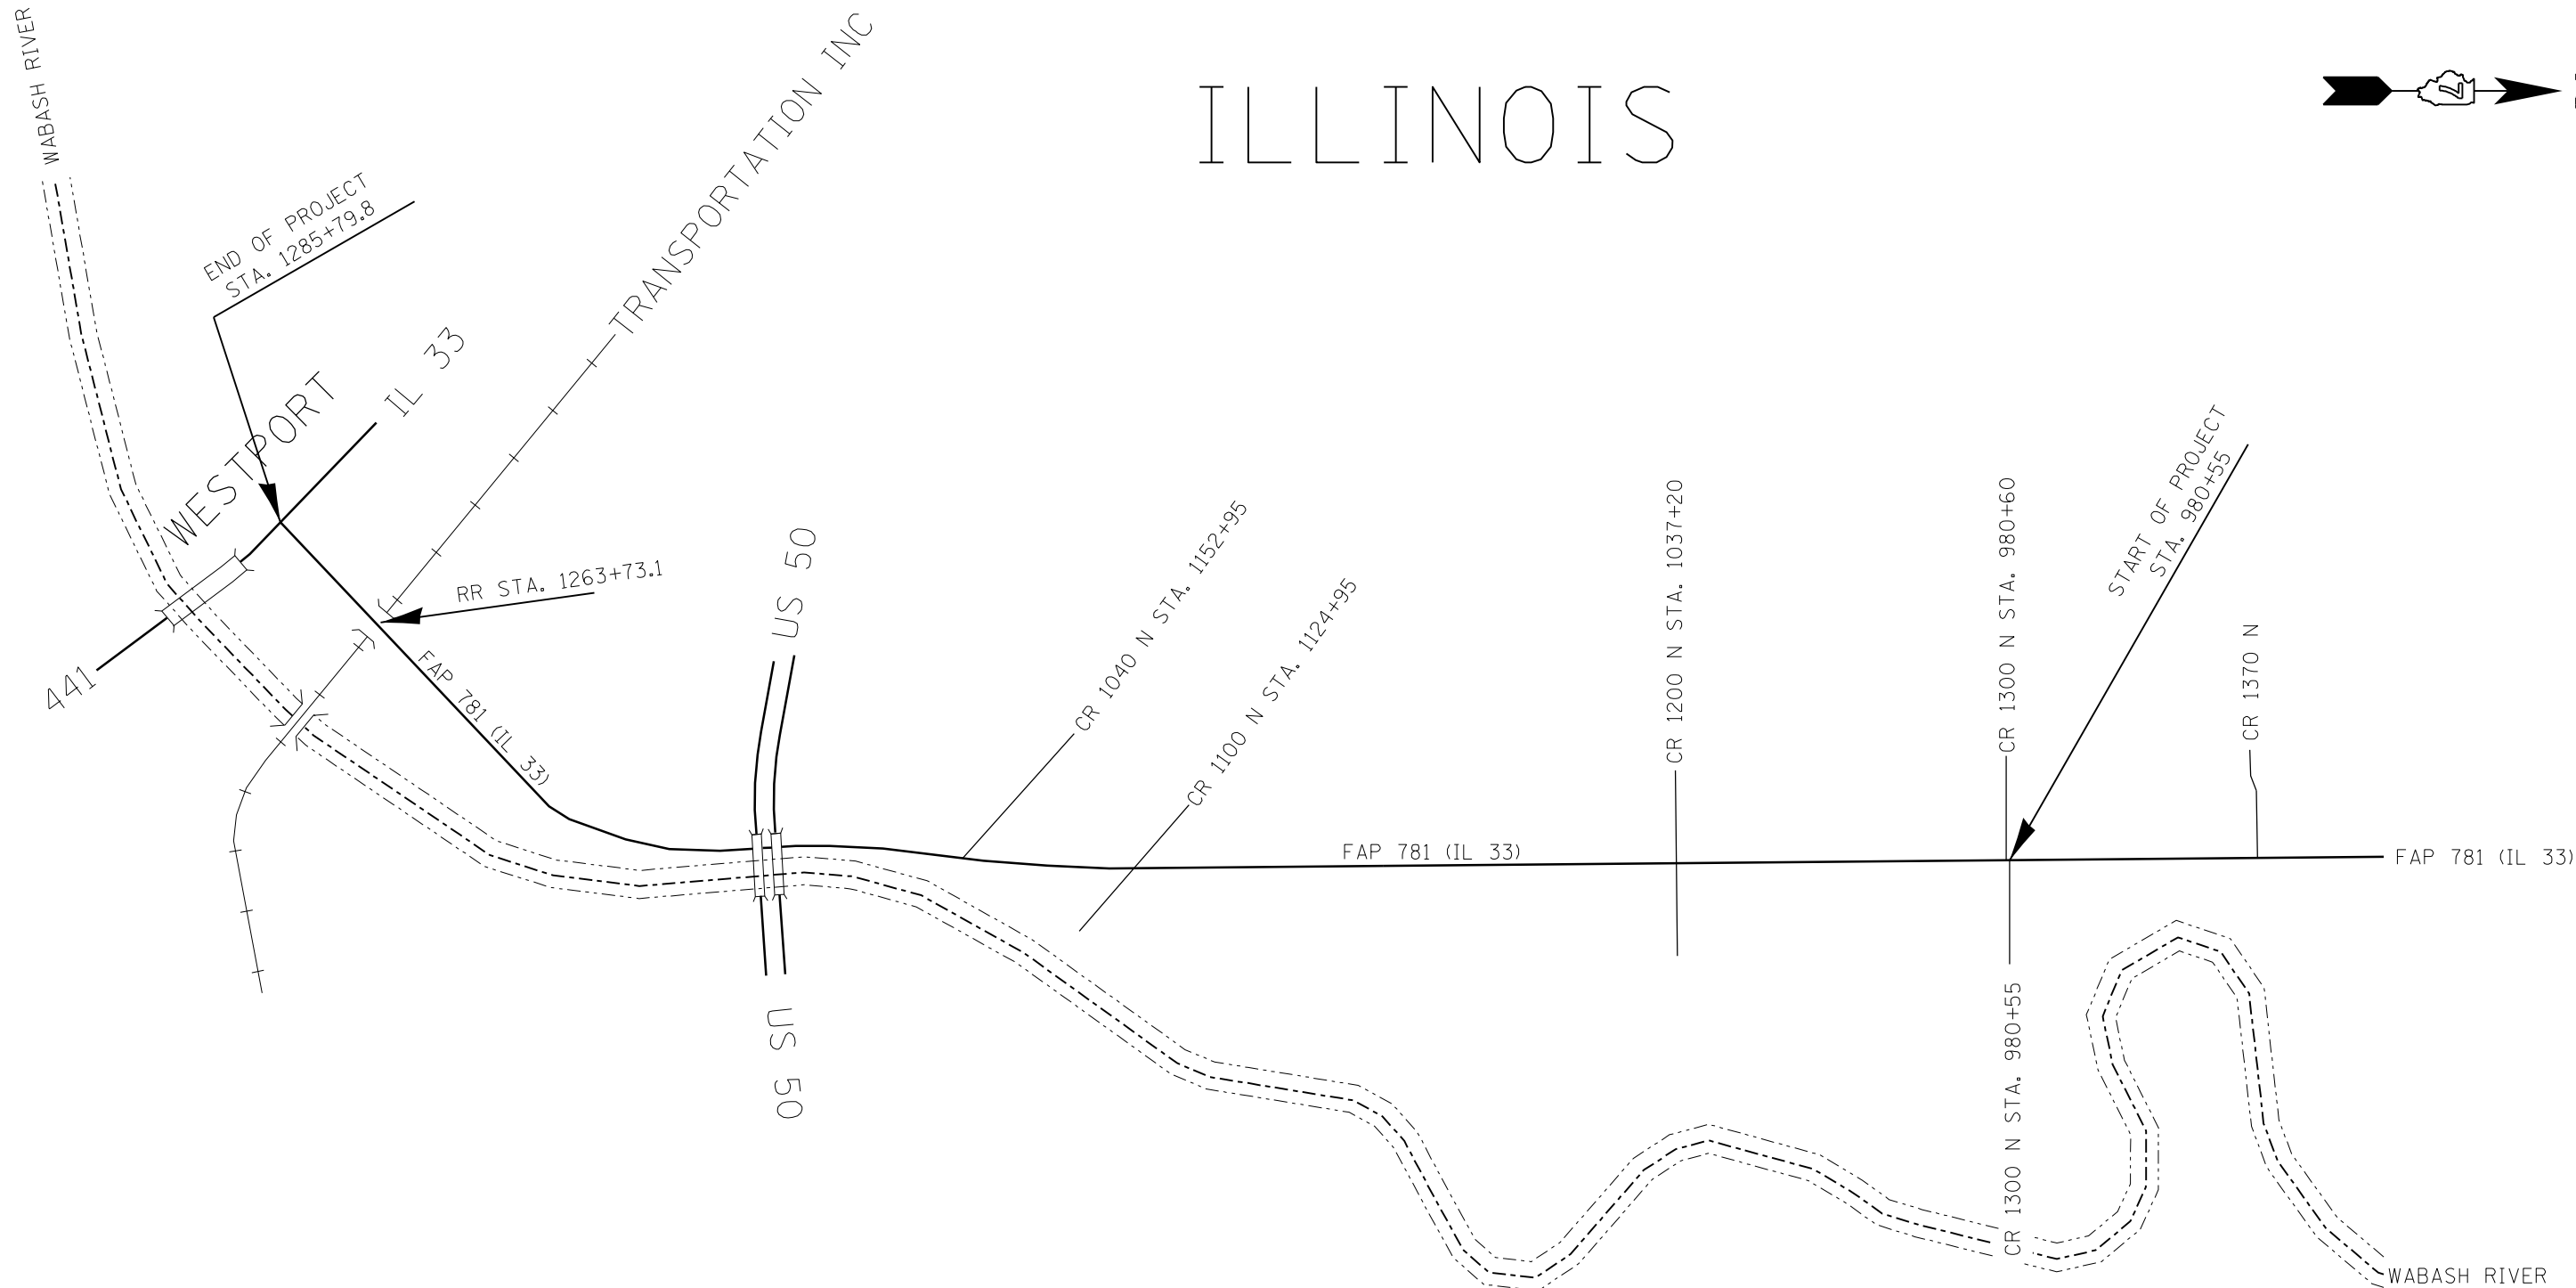 WABASH RIVER
TRANSPORTATION INC
ILLINOIS
7
END OF PROJECT
STA. 1285+79.8
IL 33
WESTPORT
441
RR STA. 1263+73.1
FAP 781 (IL 33)
US 50
US 50
CR 1040 N STA. 1152+95
CR 1100 N STA. 1124+95
FAP 781 (IL 33)
CR 1200 N STA. 1037+20
CR 1300 N STA. 980+60
START OF PROJECT
STA. 980+55
CR 1370 N
FAP 781 (IL 33)
CR 1300 N STA. 980+55
WABASH RIVER